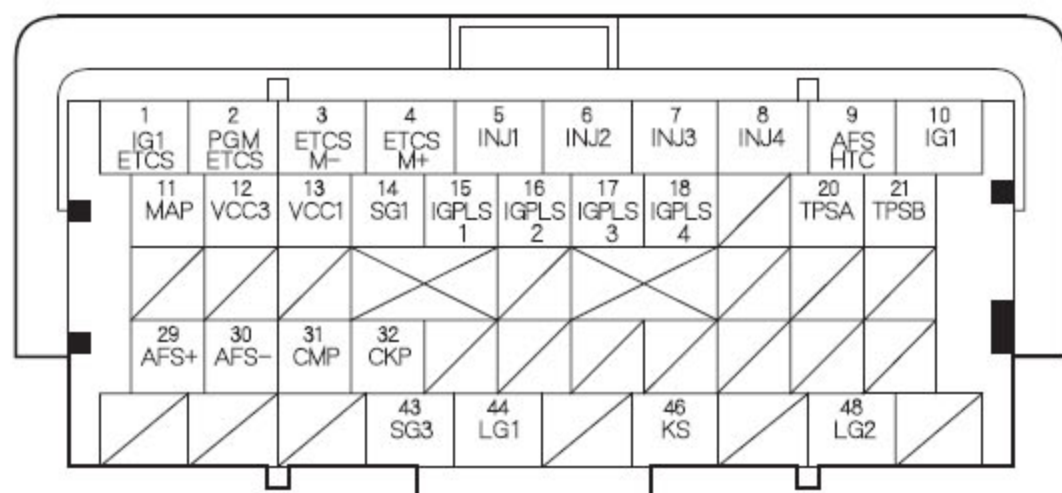 1 2 3 4 5 6 7 8 9 10
IG1 PGM ETCS ETCS INJ1 INJ2 INJ3 INJ4 AFS IG1
ETCS ETCS M- M+ HTC
11 12 13 14 15 16 17 18 20 21
MAP VCC3 VCC1 SG1 IGPLS IGPLS IGPLS IGPLS TPSA TPSB
1 2 3 4
29 30 31 32
AFS+ AFS- CMP CKP
43 44 46 48
SG3 LG1 KS LG2